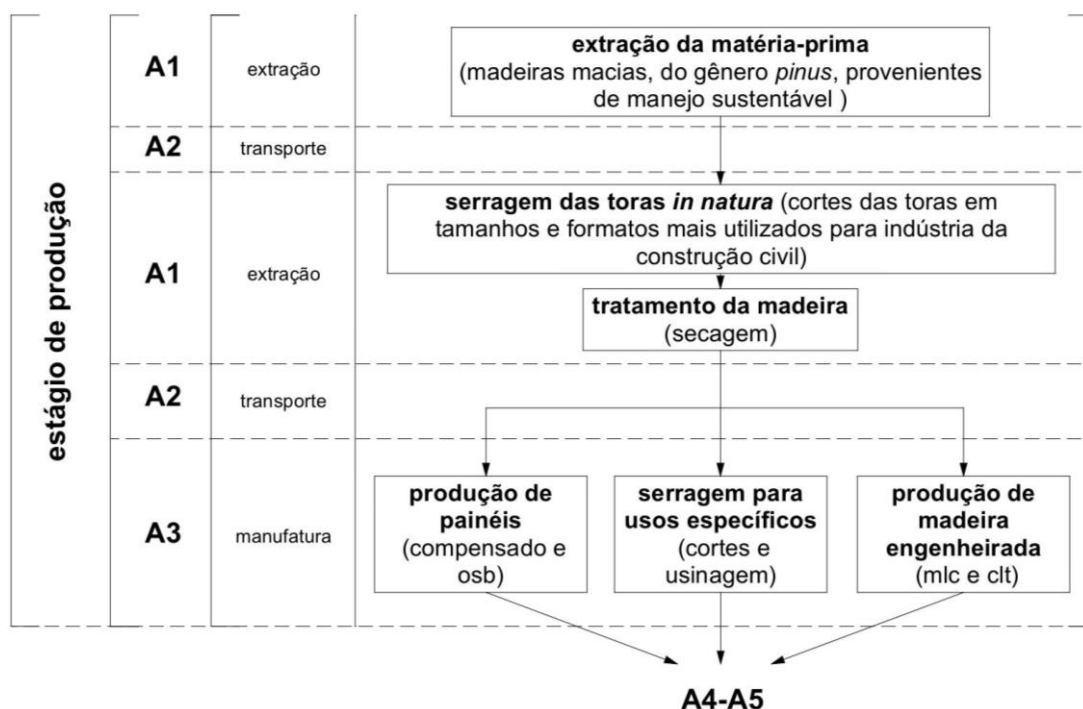 estágio de produção
A1
extração
extração da matéria-prima
(madeiras macias, do gênero pinus, provenientes
de manejo sustentável )
A2
transporte
A1
extração
serragem das toras in natura (cortes das toras em
tamanhos e formatos mais utilizados para indústria da
construção civil)
tratamento da madeira
(secagem)
A2
transporte
A3
manufatura
produção de
painéis
(compensado e
osb)
serragem para
usos específicos
(cortes e
usinagem)
produção de
madeira
engenheirada
(mlc e clt)
A4-A5